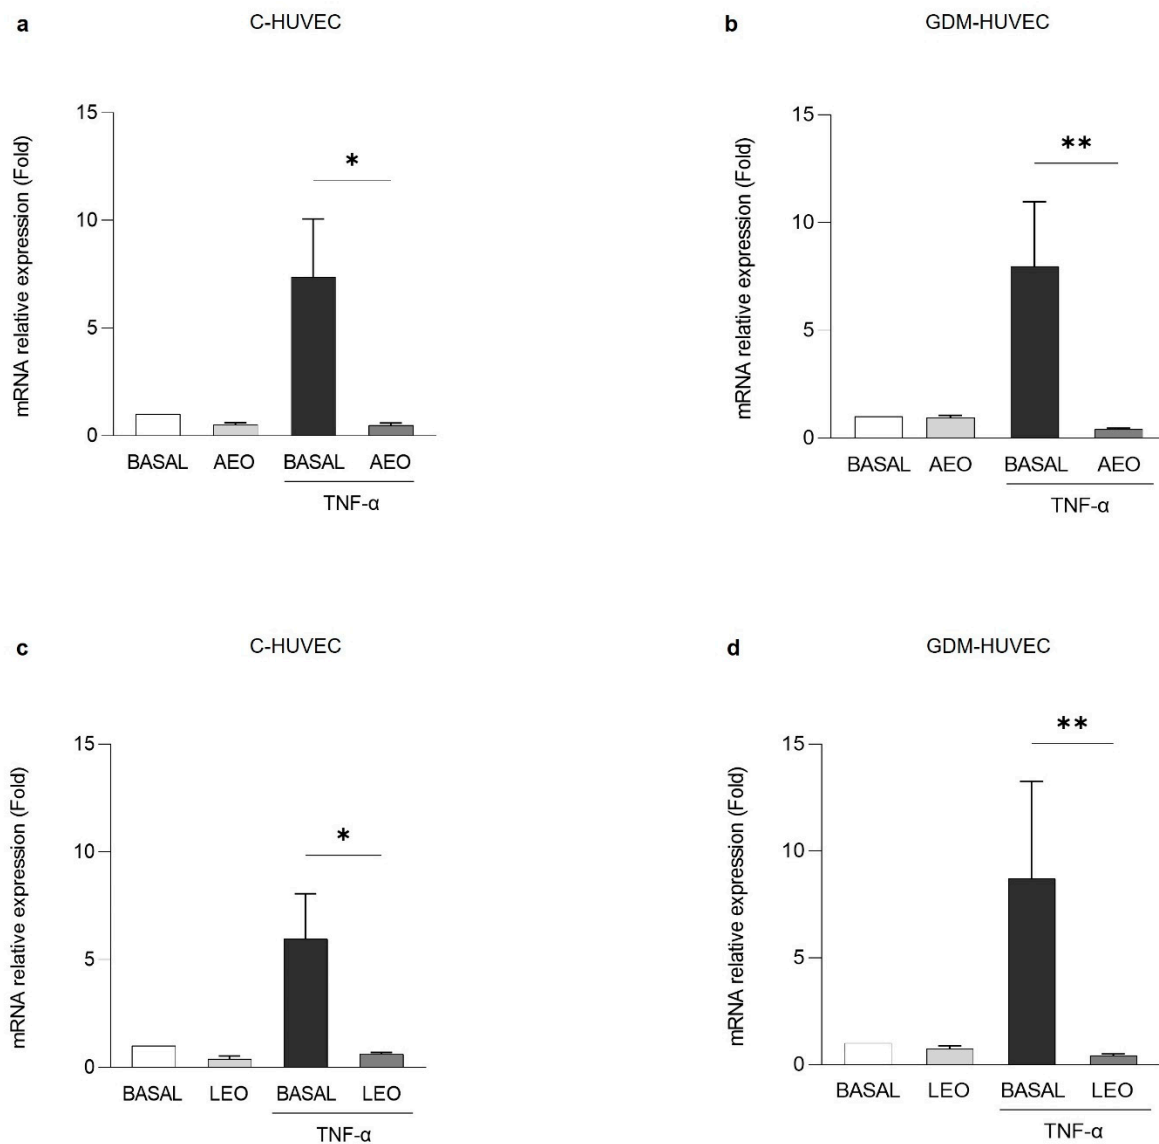 a
C-HUVEC
mRNA relative expression (Fold)
15
10
5
0
*
BASAL AEO BASAL AEO
TNF-α
b
GDM-HUVEC
mRNA relative expression (Fold)
15
10
5
0
**
BASAL AEO BASAL AEO
TNF-α
c
C-HUVEC
mRNA relative expression (Fold)
15
10
5
0
*
BASAL LEO BASAL LEO
TNF-α
d
GDM-HUVEC
mRNA relative expression (Fold)
15
10
5
0
**
BASAL LEO BASAL LEO
TNF-α